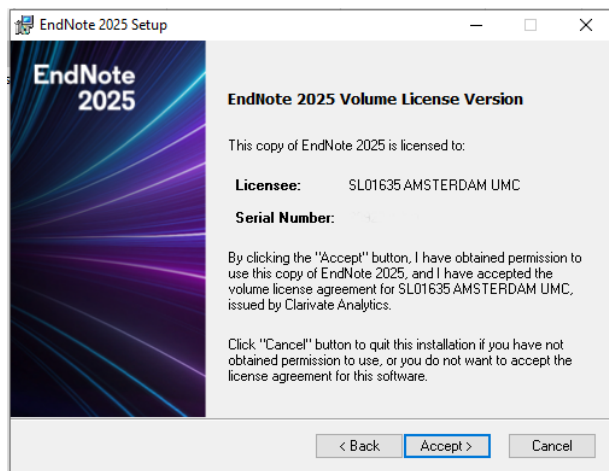 EndNote 2025 Setup
EndNote
2025
EndNote 2025 Volume License Version
This copy of EndNote 2025 is licensed to:
Licensee: SL01635 AMSTERDAM UMC
Serial Number:
By clicking the "Accept" button, I have obtained permission to
use this copy of EndNote 2025, and I have accepted the
volume license agreement for SL01635 AMSTERDAM UMC,
issued by Clarivate Analytics.
Click "Cancel" button to quit this installation if you have not
obtained permission to use, or you do not want to accept the
license agreement for this software.
< Back Accept > Cancel